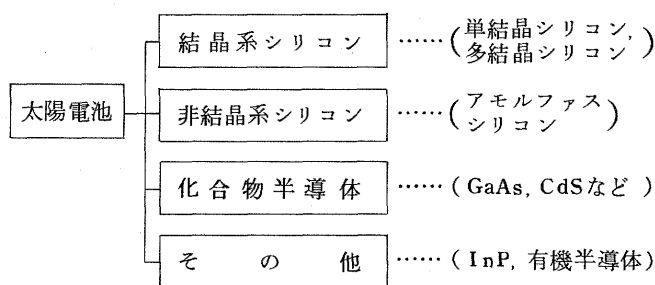 太陽電池
結晶系シリコン ……(単結晶シリコン,
多結晶シリコン)
非結晶系シリコン ……(アモルファス
シリコン)
化合物半導体 ……( GaAs, CdSなど )
その他 ……( InP, 有機半導体)